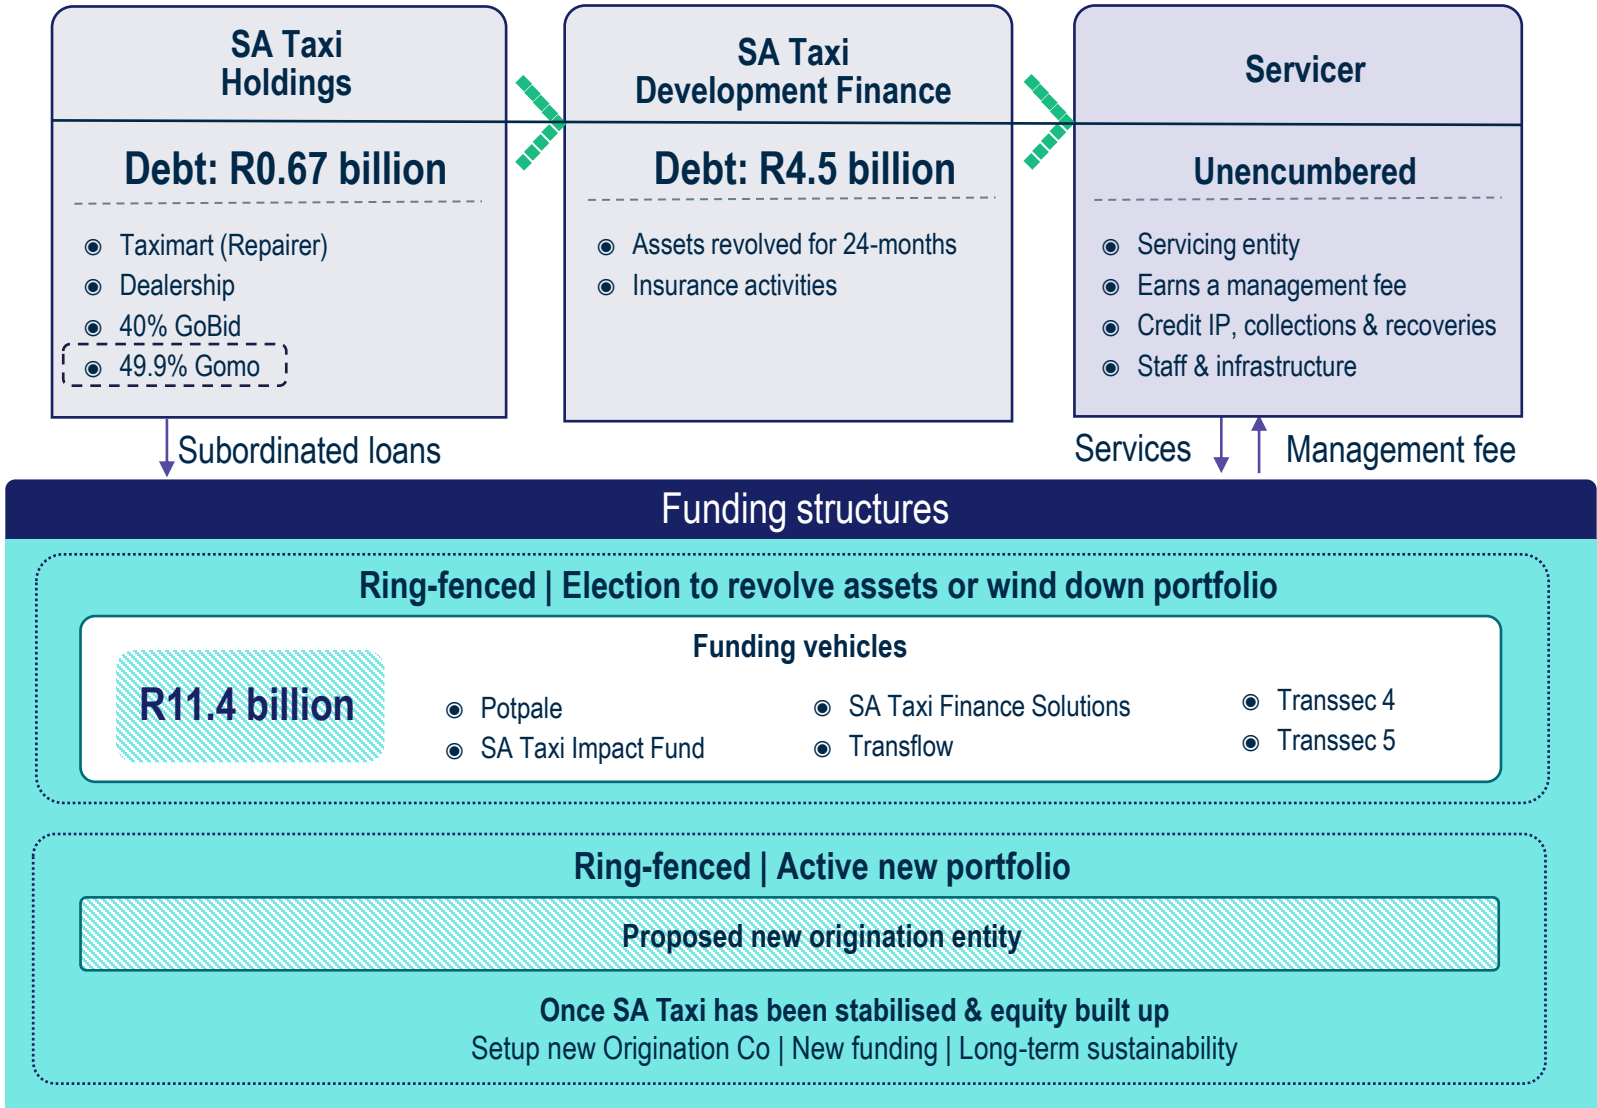 SA Taxi
Holdings
Debt: R0.67 billion
Taximart (Repairer)
Dealership
40% GoBid
49.9% Gomo
SA Taxi
Development Finance
Debt: R4.5 billion
Assets revolved for 24-months
Insurance activities
Servicer
Unencumbered
Servicing entity
Earns a management fee
Credit IP, collections & recoveries
Staff & infrastructure
Subordinated loans
Services
Management fee
Funding structures
Ring-fenced | Election to revolve assets or wind down portfolio
Funding vehicles
R11.4 billion
Potpale
SA Taxi Impact Fund
SA Taxi Finance Solutions
Transflow
Transsec 4
Transsec 5
Ring-fenced | Active new portfolio
Proposed new origination entity
Once SA Taxi has been stabilised & equity built up
Setup new Origination Co | New funding | Long-term sustainability